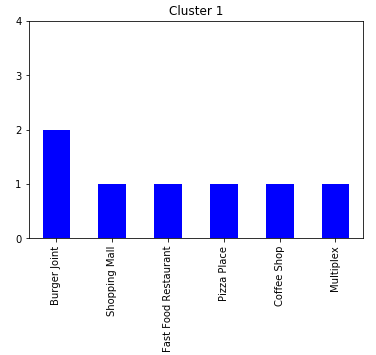 Cluster 1
4
3
2
1
0
Burger Joint
Shopping Mall
Fast Food Restaurant
Pizza Place
Coffee Shop
Multiplex